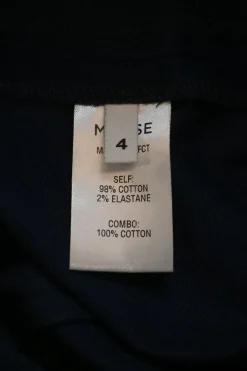 4
SELF:
98% COTTON
2% ELASTANE
COMBO:
100% COTTON